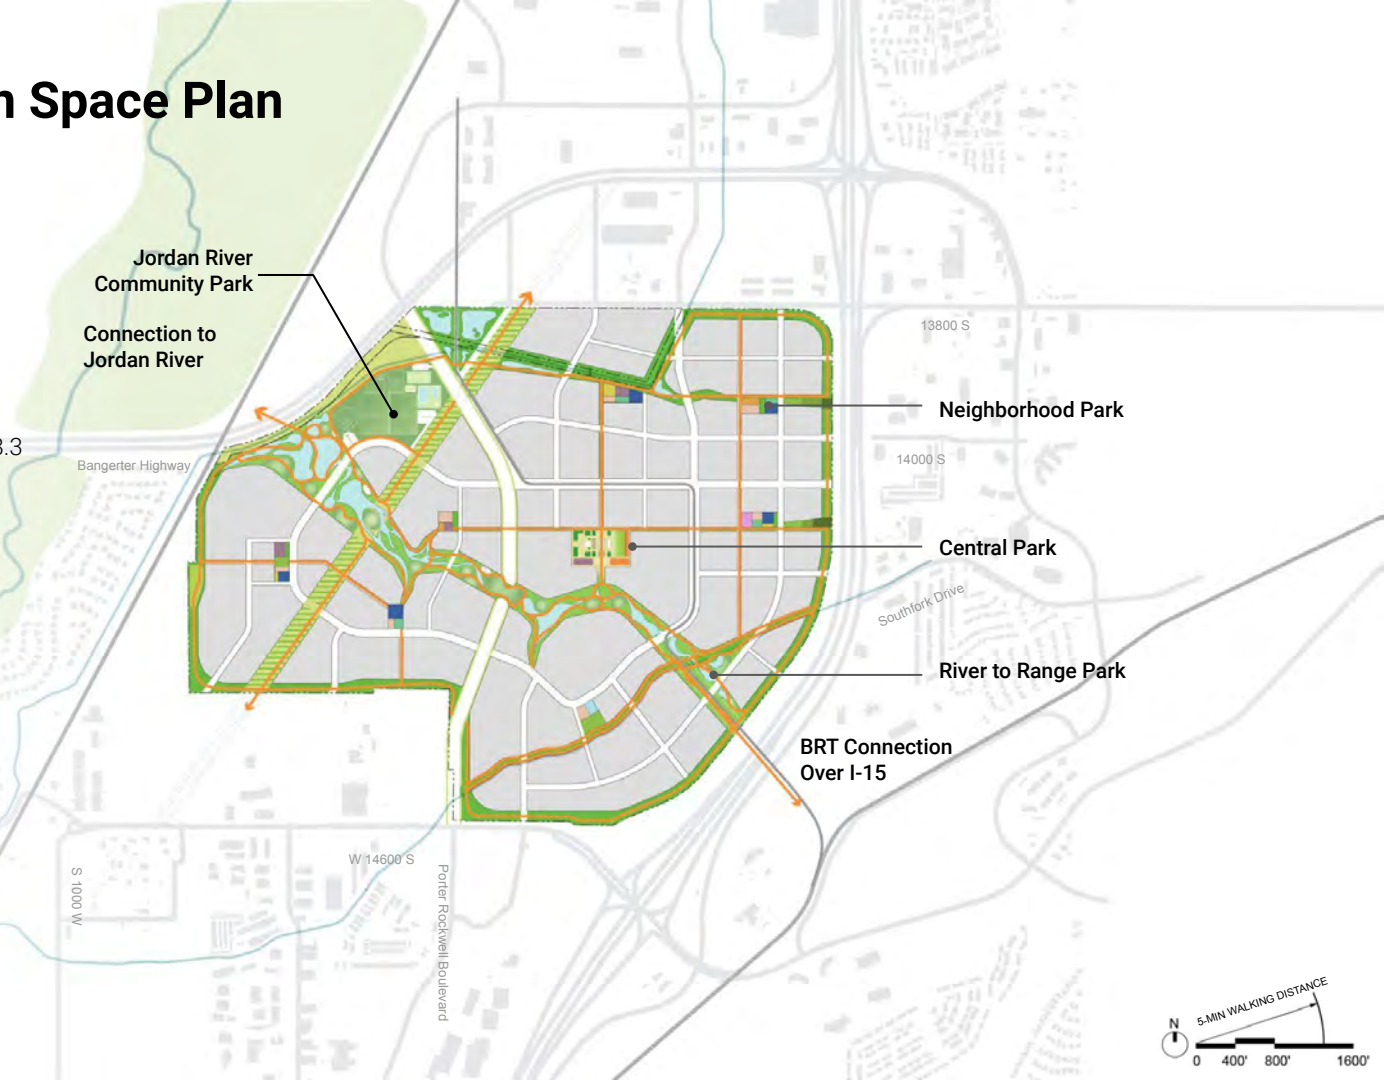 n Space Plan
Jordan River
Community Park
Connection to
Jordan River
13800 S
Neighborhood Park
3.3
Bangerter Highway
14000 S
Central Park
Southfork Drive
River to Range Park
BRT Connection
Over I-15
W 14600 S
S 1000 W
Porter Rockwell Boulevard
5-MIN WALKING DISTANCE
N
0 400' 800' 1600'